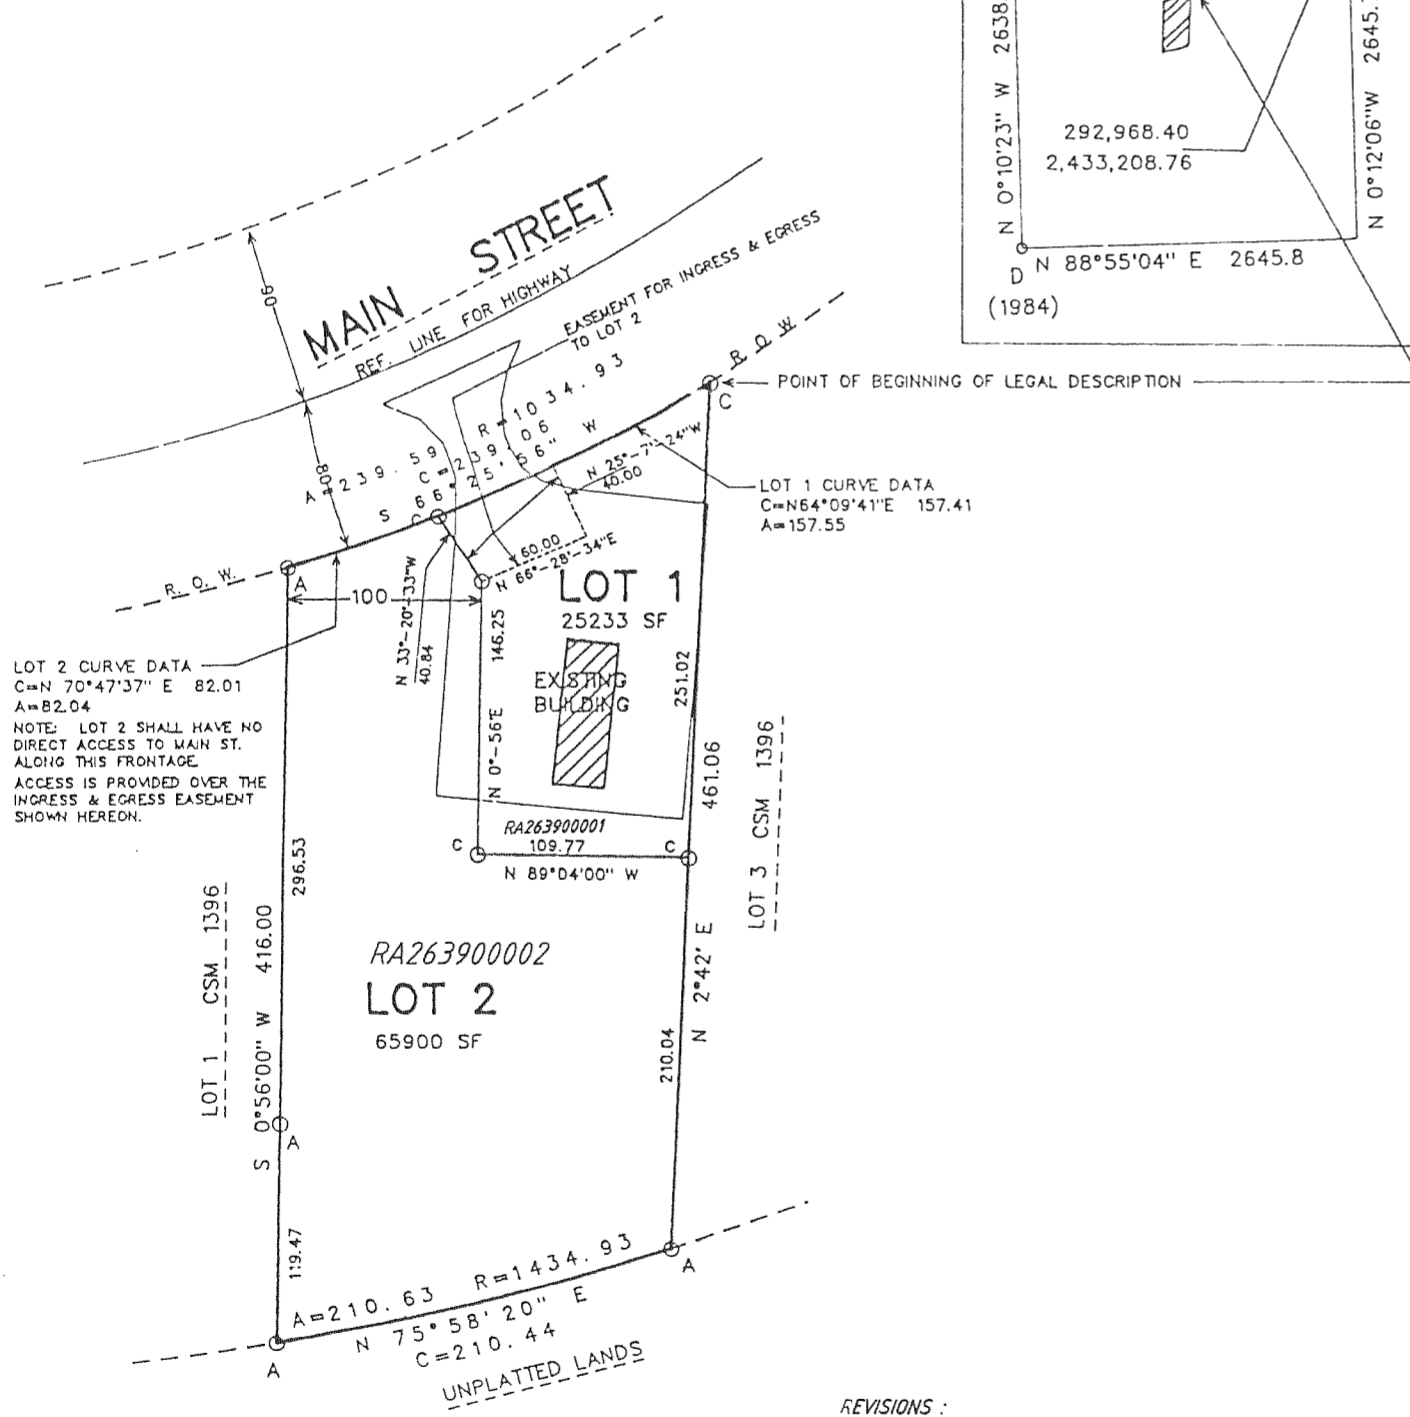 N 0°10'23" W 2638
N 0°12'06"W 2645.
292,968.40
2,433,208.76
N 88°55'04" E 2645.8
D
(1984)
MAIN STREET
REF. LINE FOR HIGHWAY
EASEMENT FOR INGRESS & EGRESS
TO LOT 2
90
80
R.O.W.
C
POINT OF BEGINNING OF LEGAL DESCRIPTION
R=1034.93
A=239.59
C=239.06
S 66°25'56" W
N 25°-7'-24"W
40.00
LOT 1 CURVE DATA
C=N64°09'41"E 157.41
A=157.55
C
60.00
N 66°-28'-34"E
R.O.W.
A
100
N 33°-20'-33"W
40.84
LOT 1
25233 SF
EXISTING
BUILDING
146.25
N 0°-56'E
251.02
461.06
LOT 3 CSM 1396
LOT 2 CURVE DATA
C=N 70°47'37" E 82.01
A=82.04
NOTE: LOT 2 SHALL HAVE NO
DIRECT ACCESS TO MAIN ST.
ALONG THIS FRONTAGE
ACCESS IS PROVIDED OVER THE
INGRESS & EGRESS EASEMENT
SHOWN HEREON.
RA263900001
C
109.77
C
N 89°04'00" W
296.53
LOT 1 CSM 1396
S 0°56'00" W 416.00
RA263900002
LOT 2
65900 SF
N 2°42' E
210.04
A
119.47
A=210.63 R=1434.93
N 75°58'20" E
C=210.44
A
A
UNPLATTED LANDS
REVISIONS :